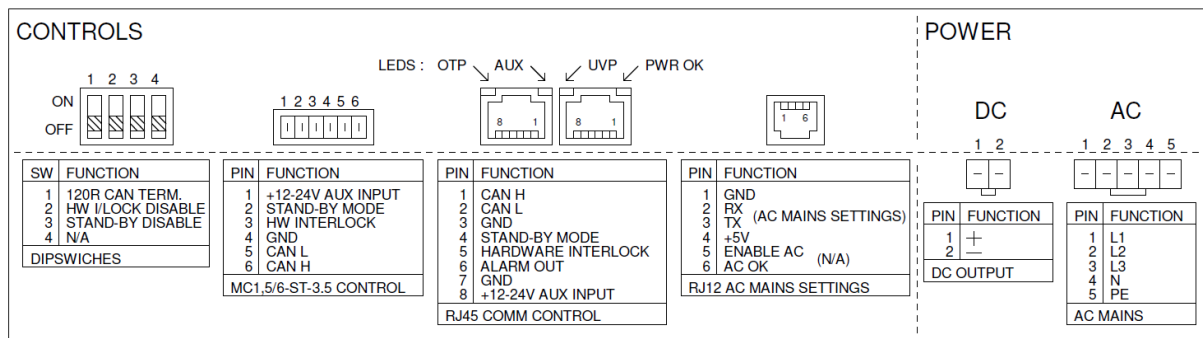 CONTROLS
POWER
LEDS : OTP AUX UVP PWR OK
1 2 3 4
ON
OFF
1 2 3 4 5 6
8 1
8 1
1 6
DC
AC
1 2
1 2 3 4 5
SW FUNCTION
1 120R CAN TERM.
2 HW I/LOCK DISABLE
3 STAND-BY DISABLE
4 N/A
DIPSWICHES
PIN FUNCTION
1 +12-24V AUX INPUT
2 STAND-BY MODE
3 HW INTERLOCK
4 GND
5 CAN L
6 CAN H
MC1,5/6-ST-3.5 CONTROL
PIN FUNCTION
1 CAN H
2 CAN L
3 GND
4 STAND-BY MODE
5 HARDWARE INTERLOCK
6 ALARM OUT
7 GND
8 +12-24V AUX INPUT
RJ45 COMM CONTROL
PIN FUNCTION
1 GND
2 RX (AC MAINS SETTINGS)
3 TX
4 +5V
5 ENABLE AC (N/A)
6 AC OK
RJ12 AC MAINS SETTINGS
PIN FUNCTION
1 +
2 —
DC OUTPUT
PIN FUNCTION
1 L1
2 L2
3 L3
4 N
5 PE
AC MAINS